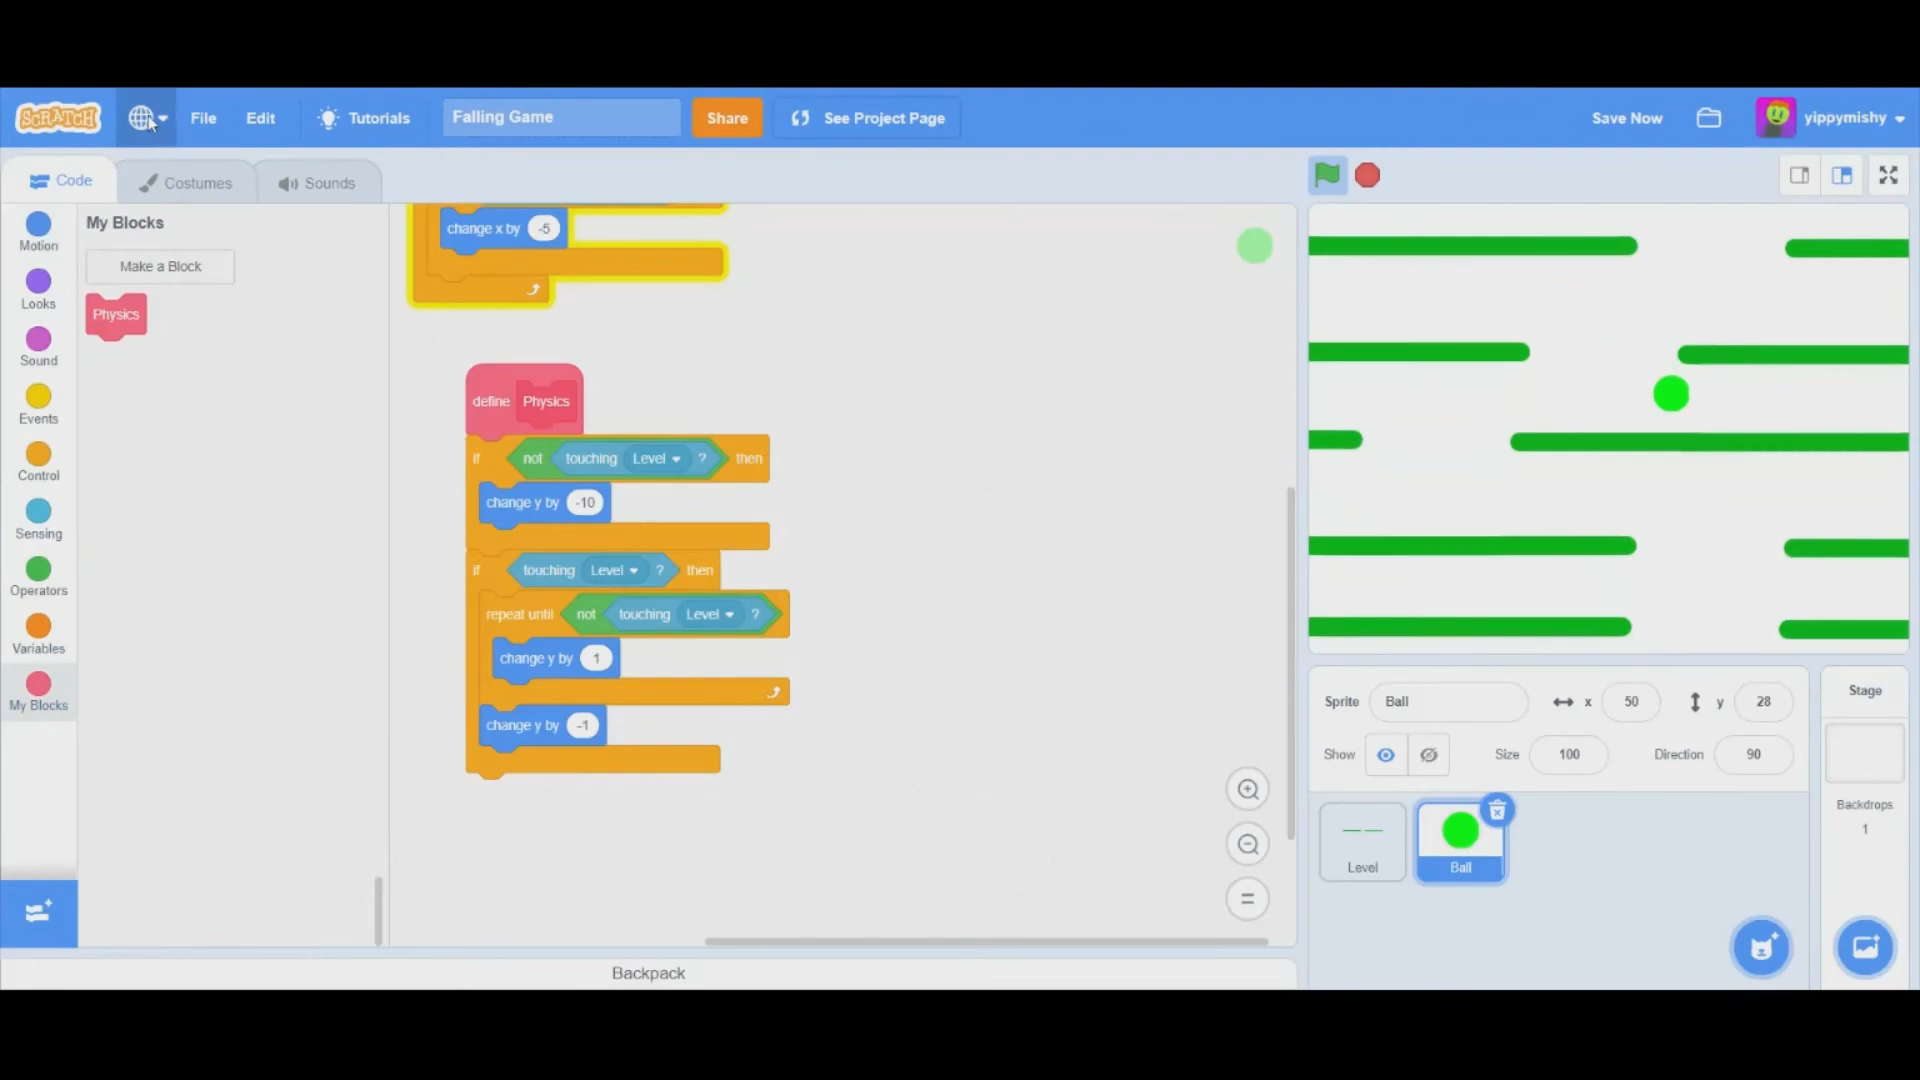 SCRATCH File Edit Tutorials Falling Game Share See Project Page Save Now yippymishy
Code Costumes Sounds
Motion
Looks
Sound
Events
Control
Sensing
Operators
Variables
My Blocks
My Blocks
Make a Block
Physics
change x by -5
define Physics
if not touching Level ? then
change y by -10
if touching Level ? then
repeat until not touching Level ?
change y by 1
change y by -1
Backpack
Sprite Ball x 50 y 28
Show Size 100 Direction 90
Level
Ball
Stage
Backdrops
1